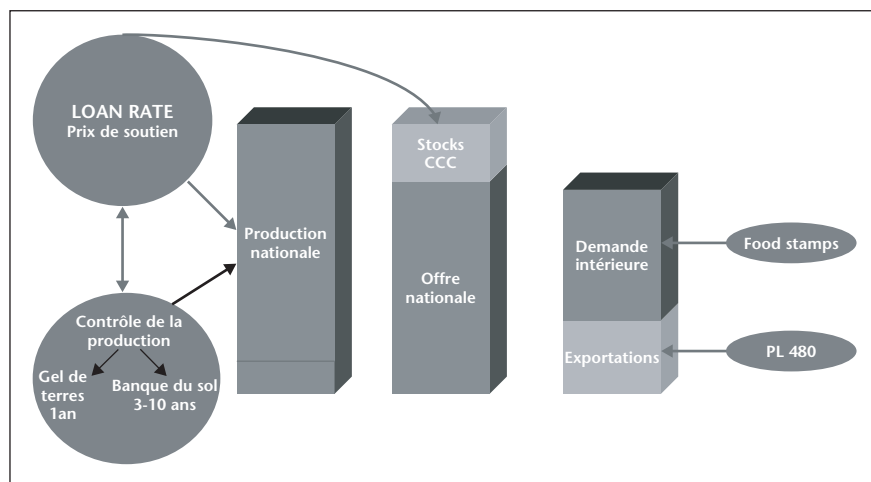 LOAN RATE
Prix de soutien
Stocks
CCC
Production
nationale
Offre
nationale
Demande
intérieure
Food stamps
Exportations
PL 480
Contrôle de la
production
Gel de
terres
1an
Banque du sol
3-10 ans